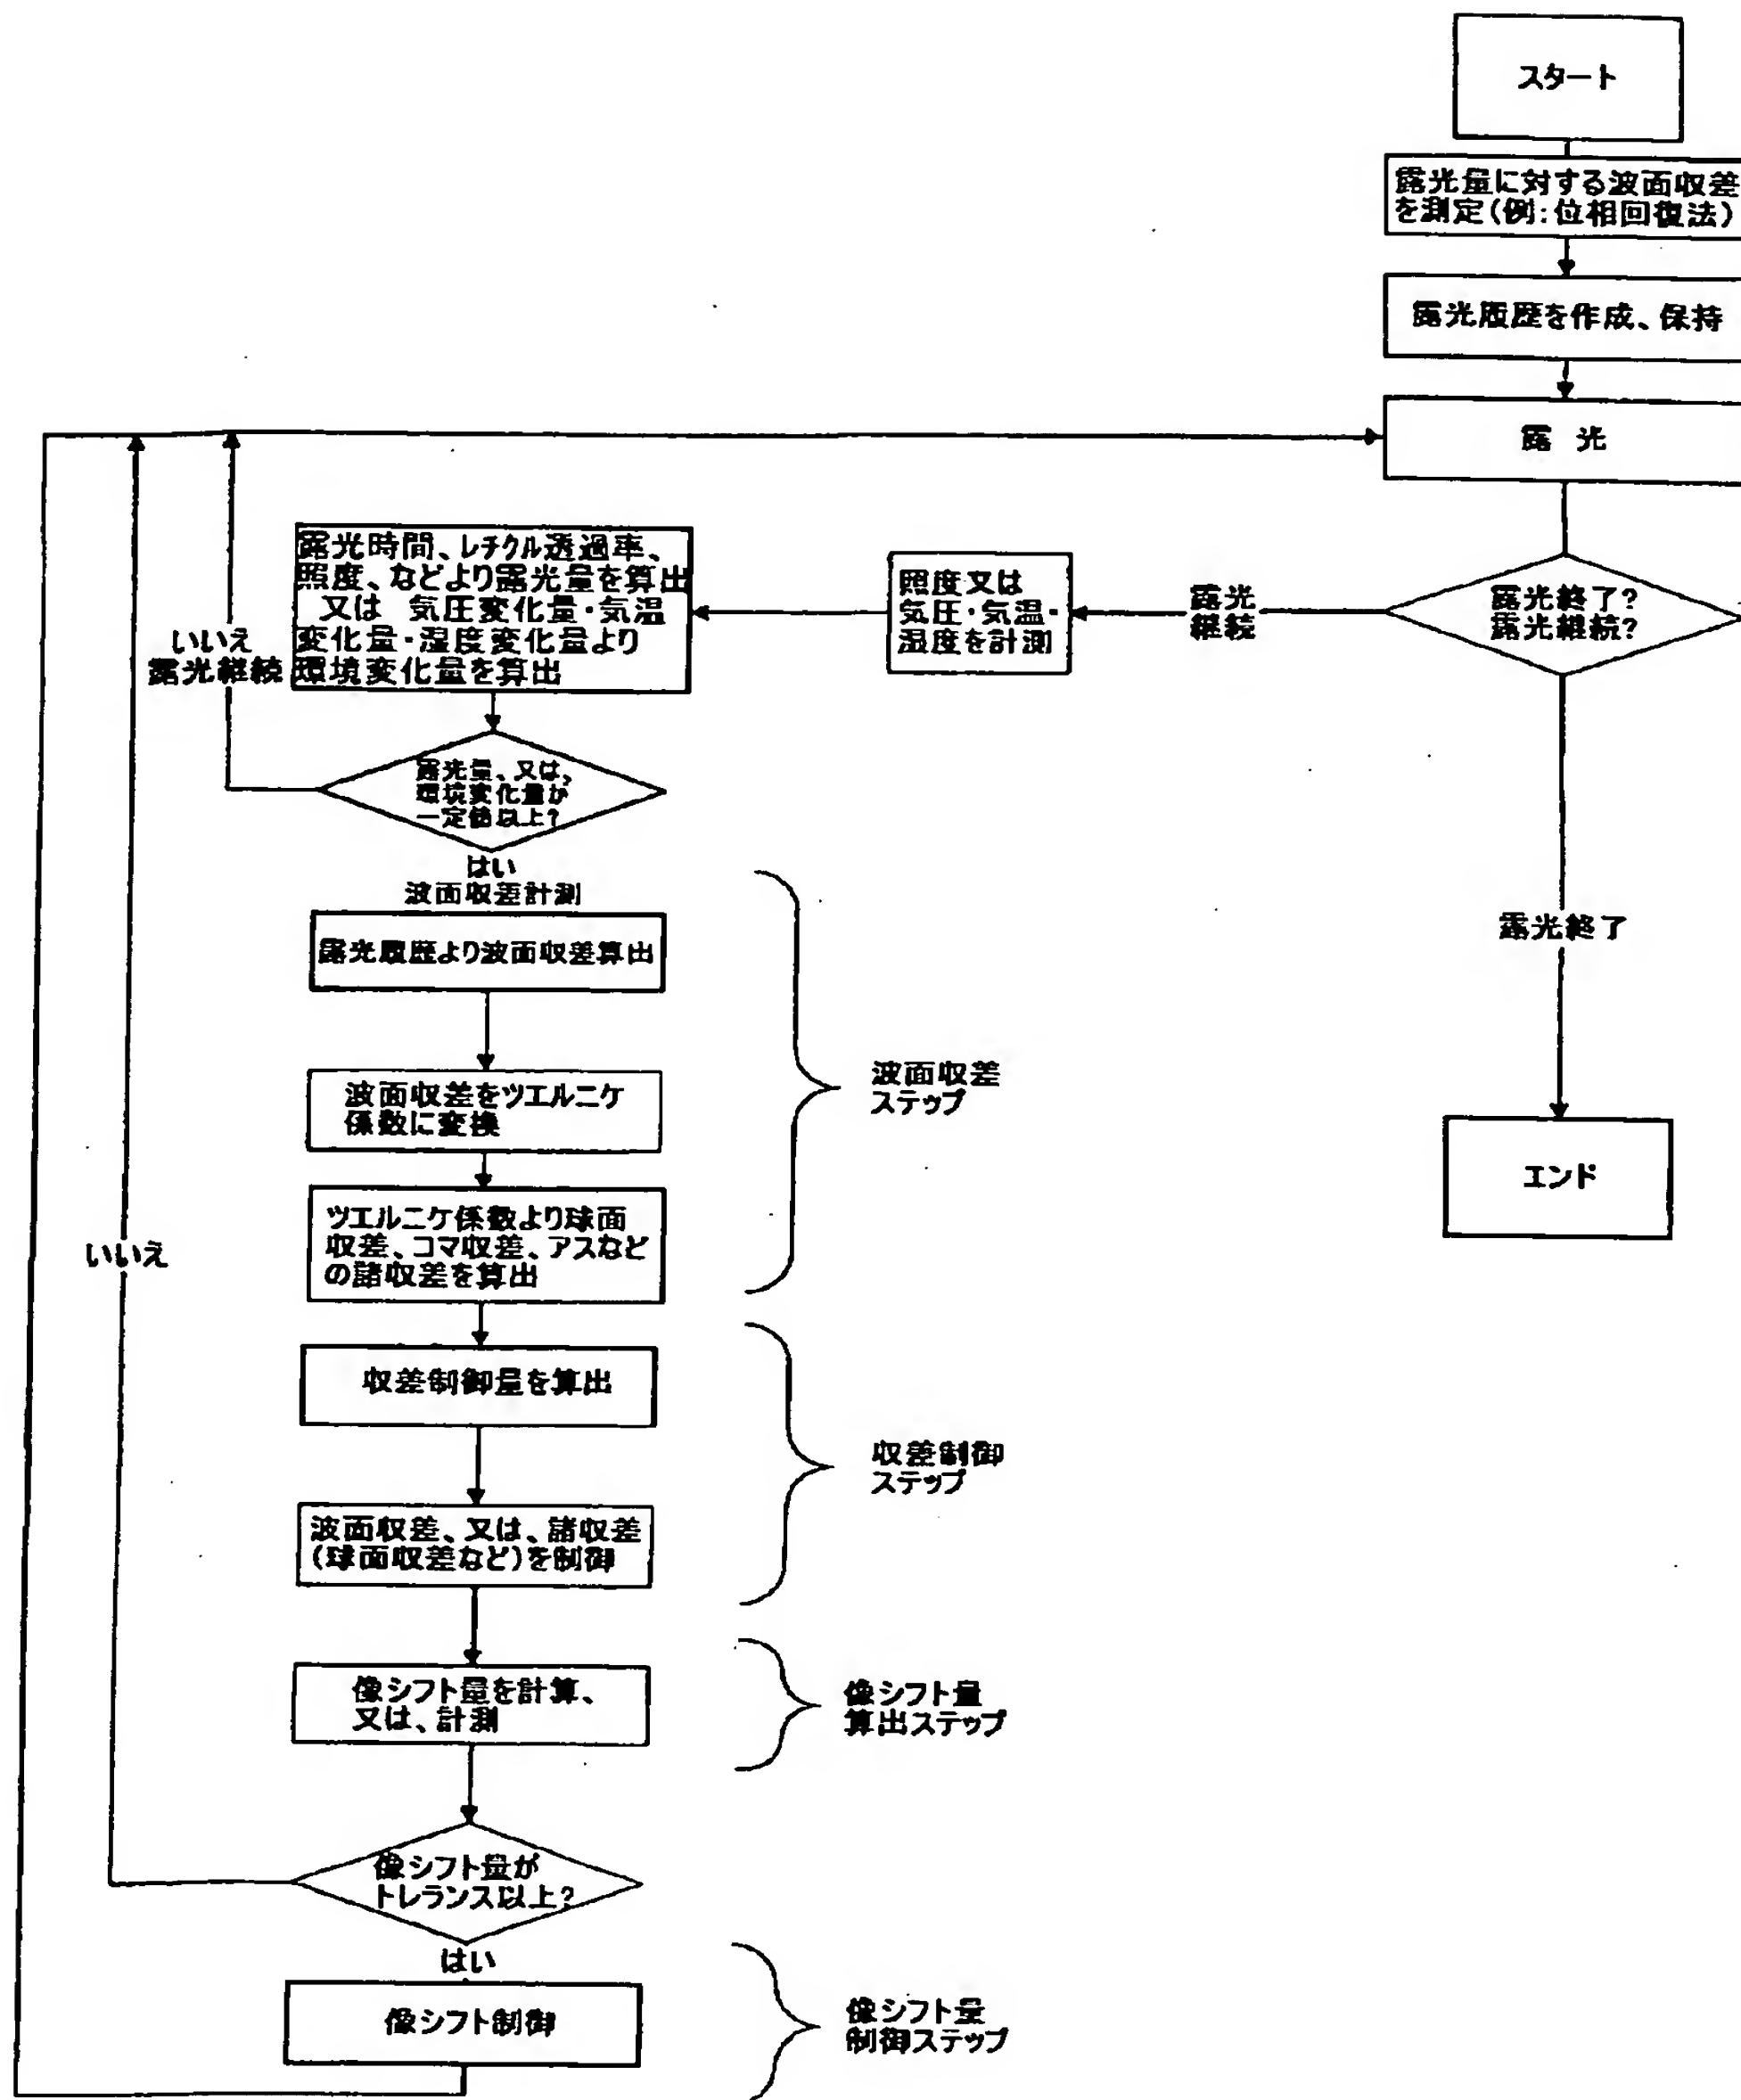 スタート
露光量に対する波面収差
を測定(例:位相回復法)
露光履歴を作成、保持
露 光
露光終了?
露光継続?
露光
継続
照度又は
気圧・気温・
湿度を計測
露光時間、レチクル透過率、
照度、などより露光量を算出
又は 気圧変化量・気温
変化量・湿度変化量より
環境変化量を算出
いいえ
露光継続
露光量、又は、
環境変化量が
一定値以上?
はい
波面収差計測
露光履歴より波面収差算出
波面収差をツエルニケ
係数に変換
ツエルニケ係数より球面
収差、コマ収差、アスなど
の諸収差を算出
波面収差
ステップ
露光終了
エンド
いいえ
収差制御量を算出
波面収差、又は、諸収差
(球面収差など)を制御
収差制御
ステップ
像シフト量を計算、
又は、計測
像シフト量
算出ステップ
像シフト量が
トレランス以上?
はい
像シフト制御
像シフト量
制御ステップ